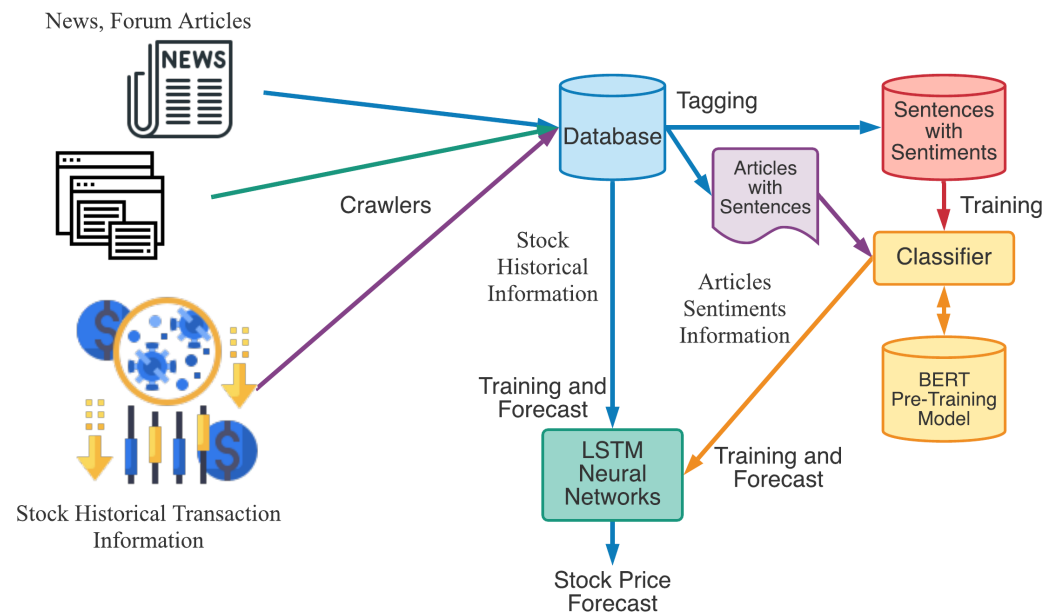 News, Forum Articles
NEWS
Crawlers
Stock Historical Transaction
Information
Database
Tagging
Sentences
with
Sentiments
Articles
with
Sentences
Training
Classifier
Stock
Historical
Information
Articles
Sentiments
Information
BERT
Pre-Training
Model
Training and
Forecast
LSTM
Neural
Networks
Training and
Forecast
Stock Price
Forecast